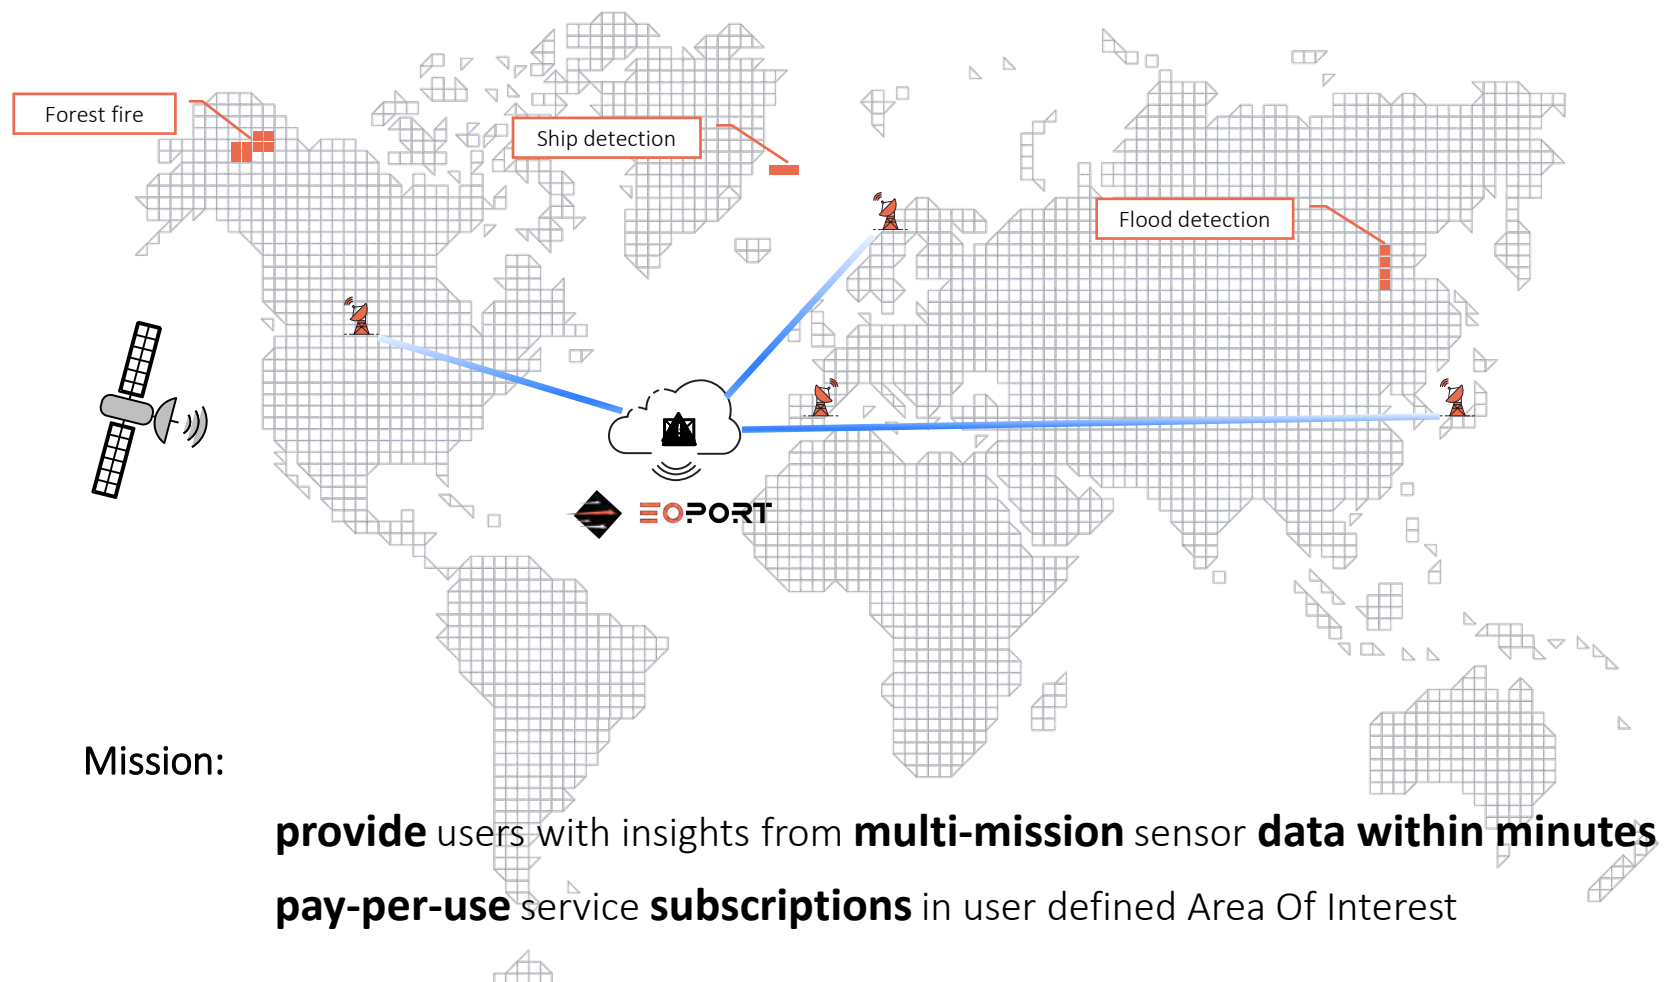 Forest fire
Ship detection
Flood detection
EOPORT
Mission:
provide users with insights from multi-mission sensor data within minutes
pay-per-use service subscriptions in user defined Area Of Interest